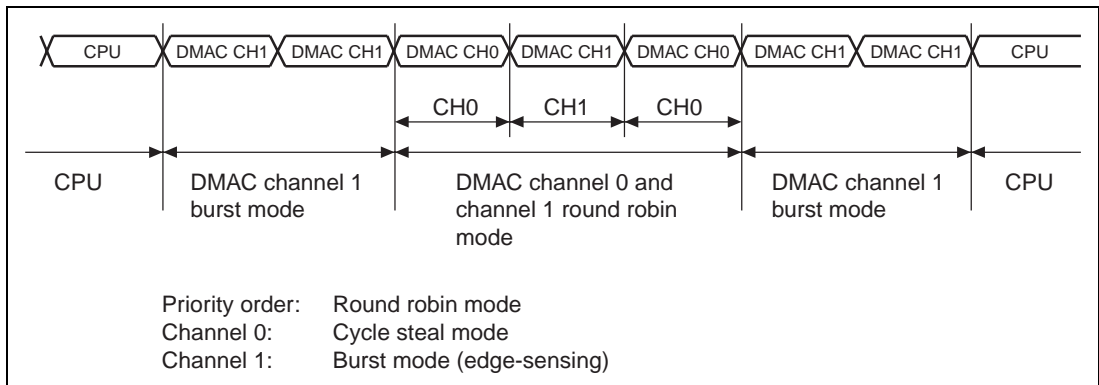 CPU DMAC CH1 DMAC CH1 DMAC CH0 DMAC CH1 DMAC CH0 DMAC CH1 DMAC CH1 CPU
CH0 CH1 CH0
CPU
DMAC channel 1
burst mode
DMAC channel 0 and
channel 1 round robin
mode
DMAC channel 1
burst mode
CPU
Priority order: Round robin mode
Channel 0: Cycle steal mode
Channel 1: Burst mode (edge-sensing)